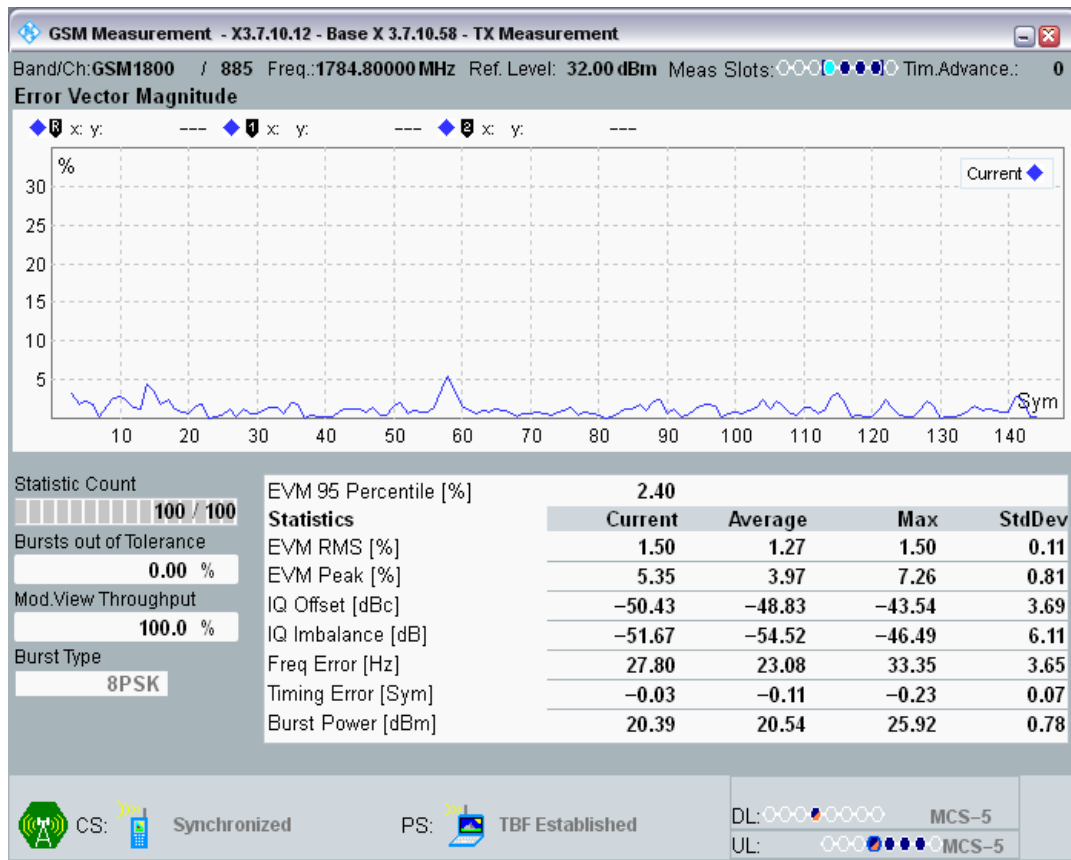 GSM Measurement - X3.7.10.12 - Base X 3.7.10.58 - TX Measurement
Band/Ch:GSM1800 / 885 Freq.:1784.80000 MHz Ref. Level: 32.00 dBm Meas Slots: Tim.Advance.: 0
Error Vector Magnitude
R x: y: --- 1 x: y: --- 2 x: y: ---
%
Current
30
25
20
15
10
5
Sym
10 20 30 40 50 60 70 80 90 100 110 120 130 140
Statistic Count
100 / 100
Bursts out of Tolerance
0.00 %
Mod.View Throughput
100.0 %
Burst Type
8PSK
EVM 95 Percentile [%] 2.40
Statistics Current Average Max StdDev
EVM RMS [%] 1.50 1.27 1.50 0.11
EVM Peak [%] 5.35 3.97 7.26 0.81
IQ Offset [dBc] −50.43 −48.83 −43.54 3.69
IQ Imbalance [dB] −51.67 −54.52 −46.49 6.11
Freq Error [Hz] 27.80 23.08 33.35 3.65
Timing Error [Sym] −0.03 −0.11 −0.23 0.07
Burst Power [dBm] 20.39 20.54 25.92 0.78
CS: Synchronized PS: TBF Established
DL: MCS−5
UL: MCS−5